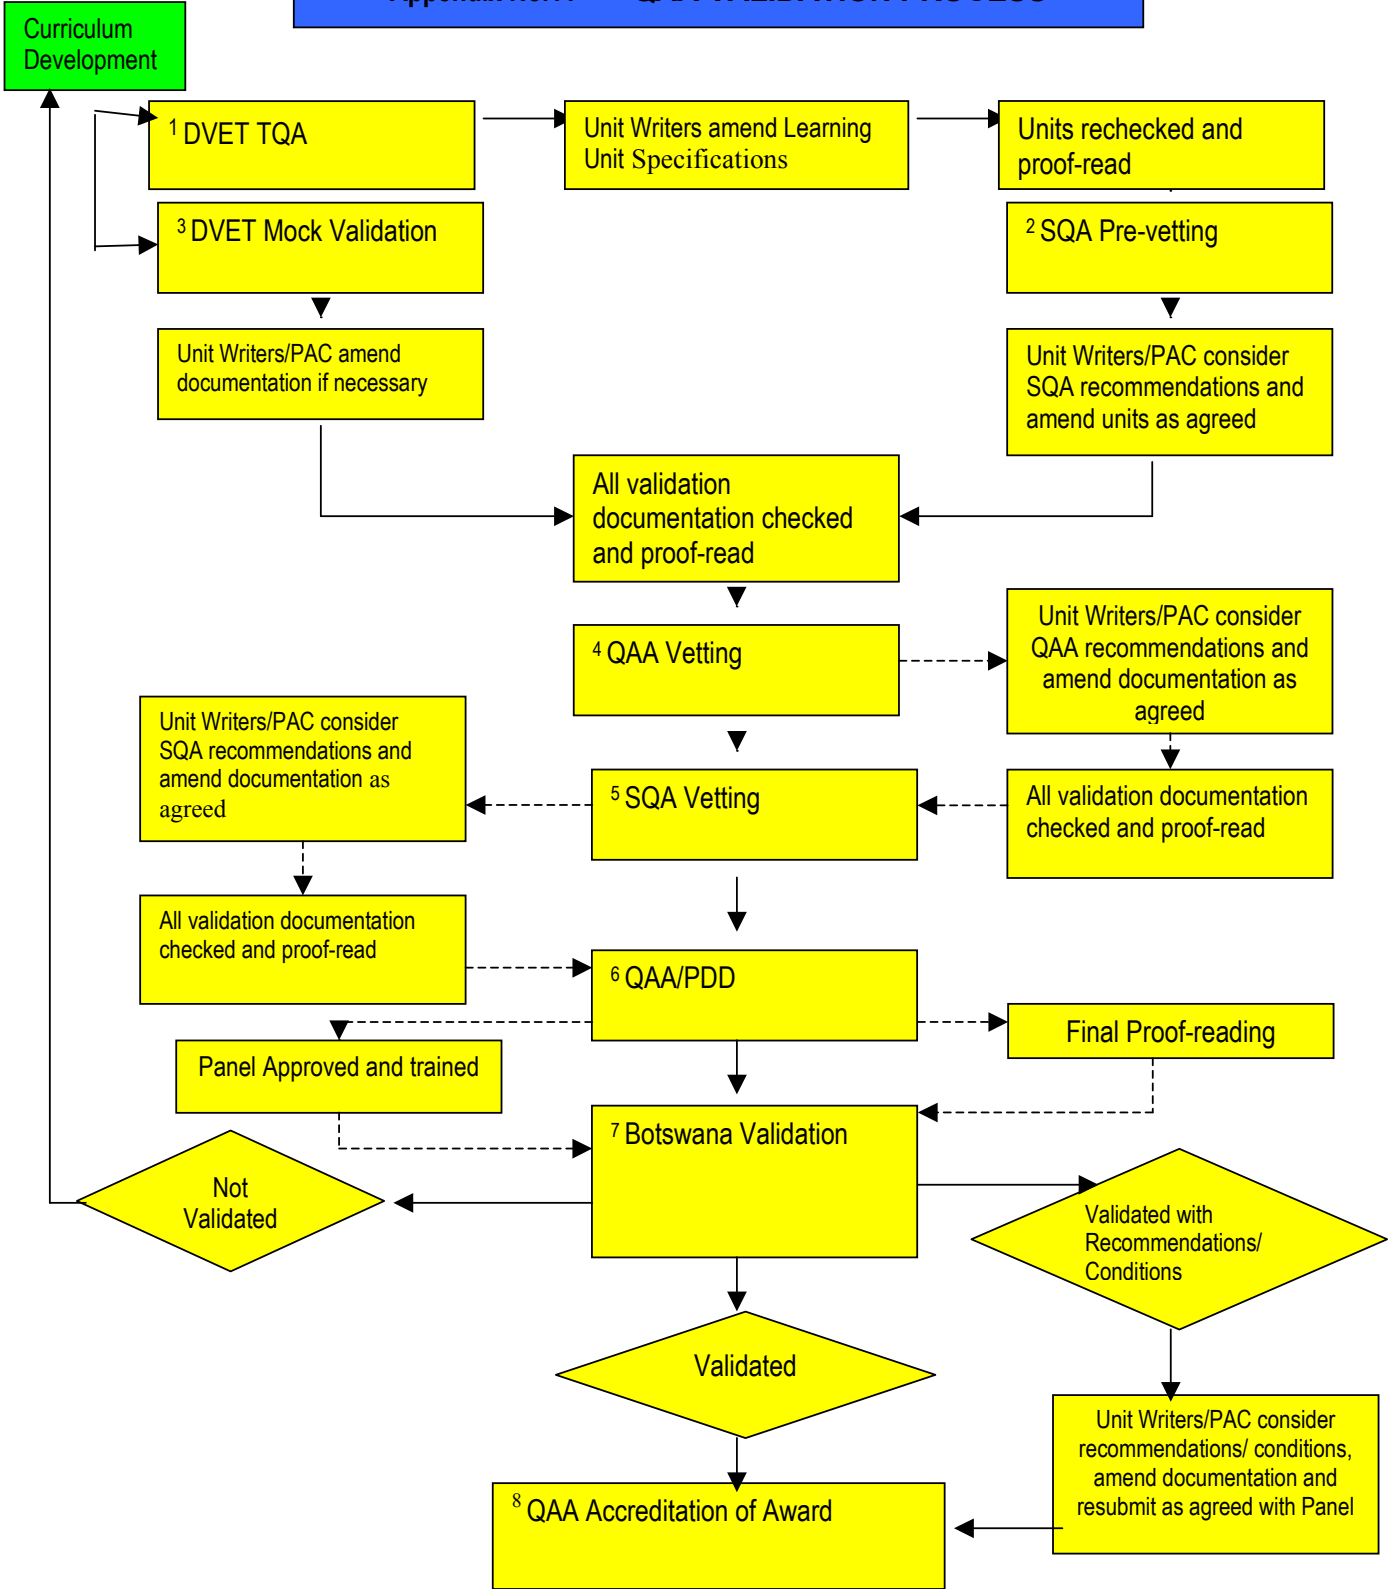 QAA VALIDATION PROCESS
Curriculum
Development
1 DVET TQA
Unit Writers amend Learning
Unit Specifications
Units rechecked and
proof-read
3 DVET Mock Validation
2 SQA Pre-vetting
Unit Writers/PAC amend
documentation if necessary
Unit Writers/PAC consider
SQA recommendations and
amend units as agreed
All validation
documentation checked
and proof-read
4 QAA Vetting
Unit Writers/PAC consider
QAA recommendations and
amend documentation as
agreed
Unit Writers/PAC consider
SQA recommendations and
amend documentation as
agreed
5 SQA Vetting
All validation documentation
checked and proof-read
All validation documentation
checked and proof-read
6 QAA/PDD
Final Proof-reading
Panel Approved and trained
7 Botswana Validation
Not
Validated
Validated with
Recommendations/
Conditions
Validated
Unit Writers/PAC consider
recommendations/ conditions,
amend documentation and
resubmit as agreed with Panel
8 QAA Accreditation of Award